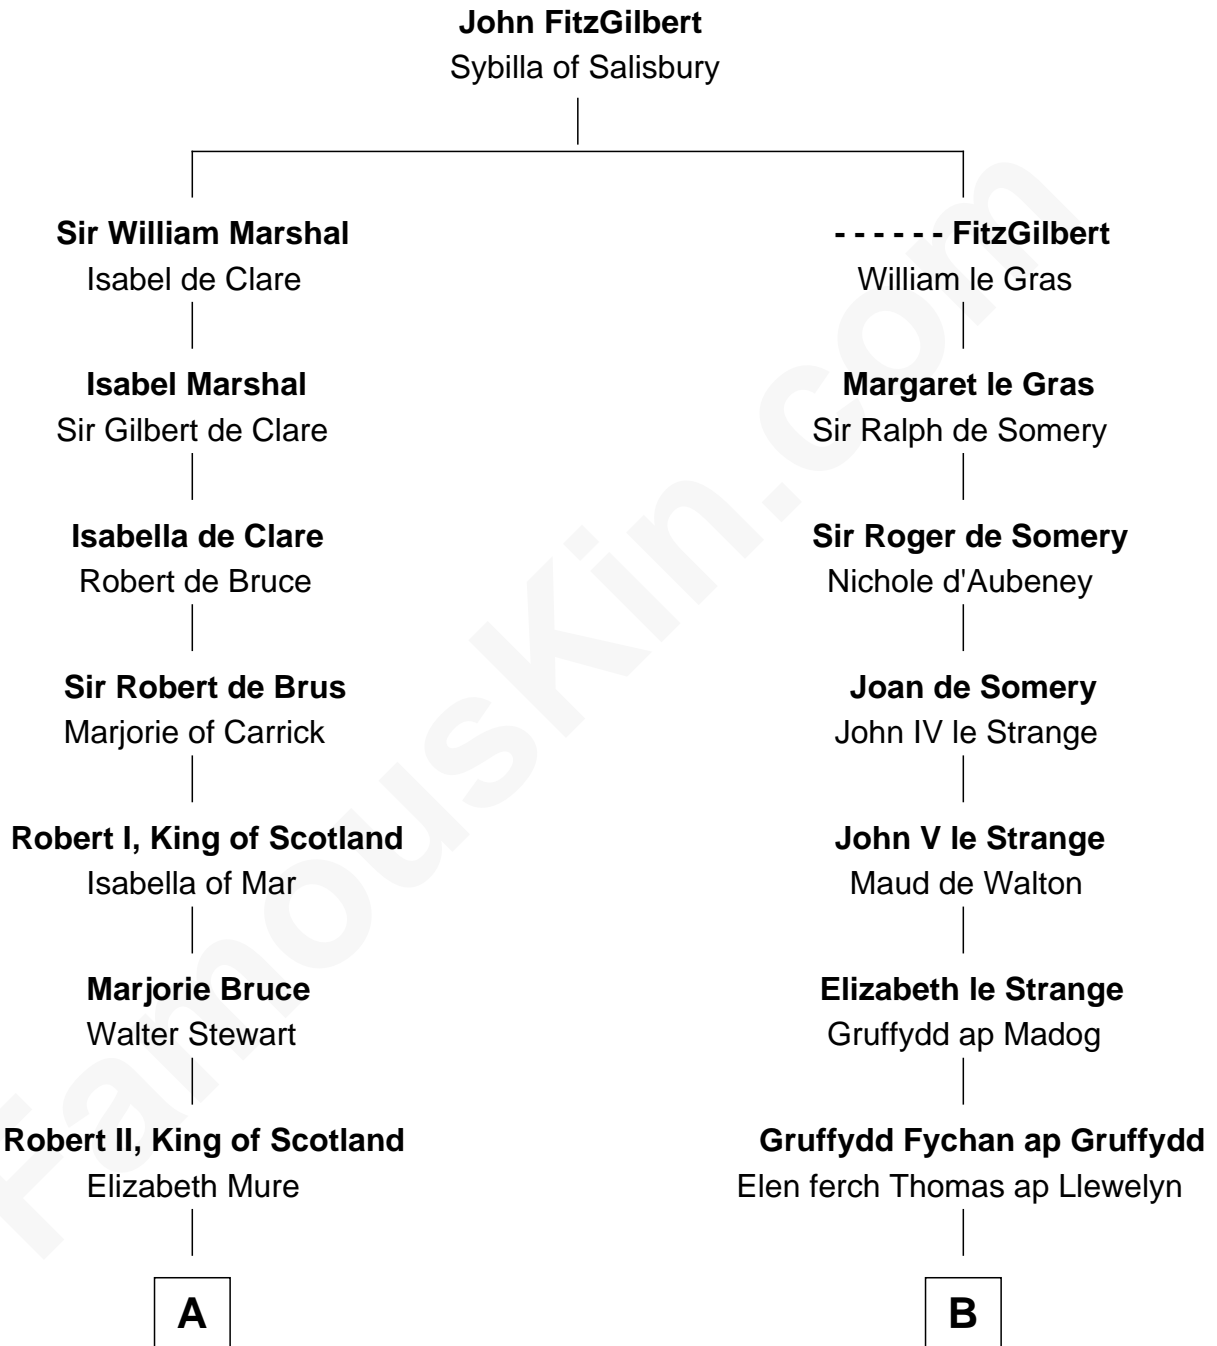 John FitzGilbert
Sybilla of Salisbury
Sir William Marshal
Isabel de Clare
- - - - - - FitzGilbert
William le Gras
Isabel Marshal
Sir Gilbert de Clare
Margaret le Gras
Sir Ralph de Somery
Isabella de Clare
Robert de Bruce
Sir Roger de Somery
Nichole d'Aubeney
Sir Robert de Brus
Marjorie of Carrick
Joan de Somery
John IV le Strange
Robert I, King of Scotland
Isabella of Mar
John V le Strange
Maud de Walton
Marjorie Bruce
Walter Stewart
Elizabeth le Strange
Gruffydd ap Madog
Robert II, King of Scotland
Elizabeth Mure
Gruffydd Fychan ap Gruffydd
Elen ferch Thomas ap Llewelyn
A
B
FamousKin.com